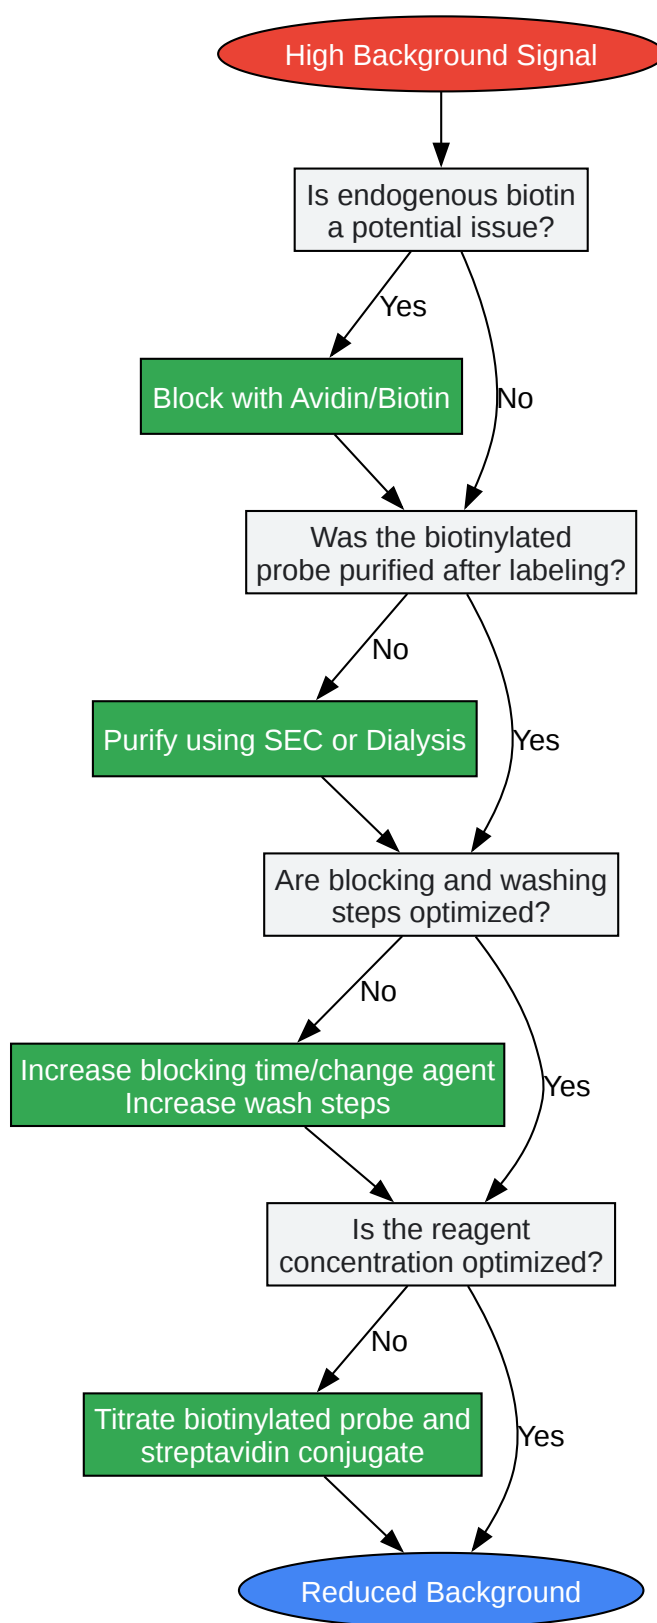 High Background Signal
Is endogenous biotin
a potential issue?
Yes
No
Block with Avidin/Biotin
Was the biotinylated
probe purified after labeling?
No
Yes
Purify using SEC or Dialysis
Are blocking and washing
steps optimized?
No
Yes
Increase blocking time/change agent
Increase wash steps
Is the reagent
concentration optimized?
No
Yes
Titrate biotinylated probe and
streptavidin conjugate
Reduced Background